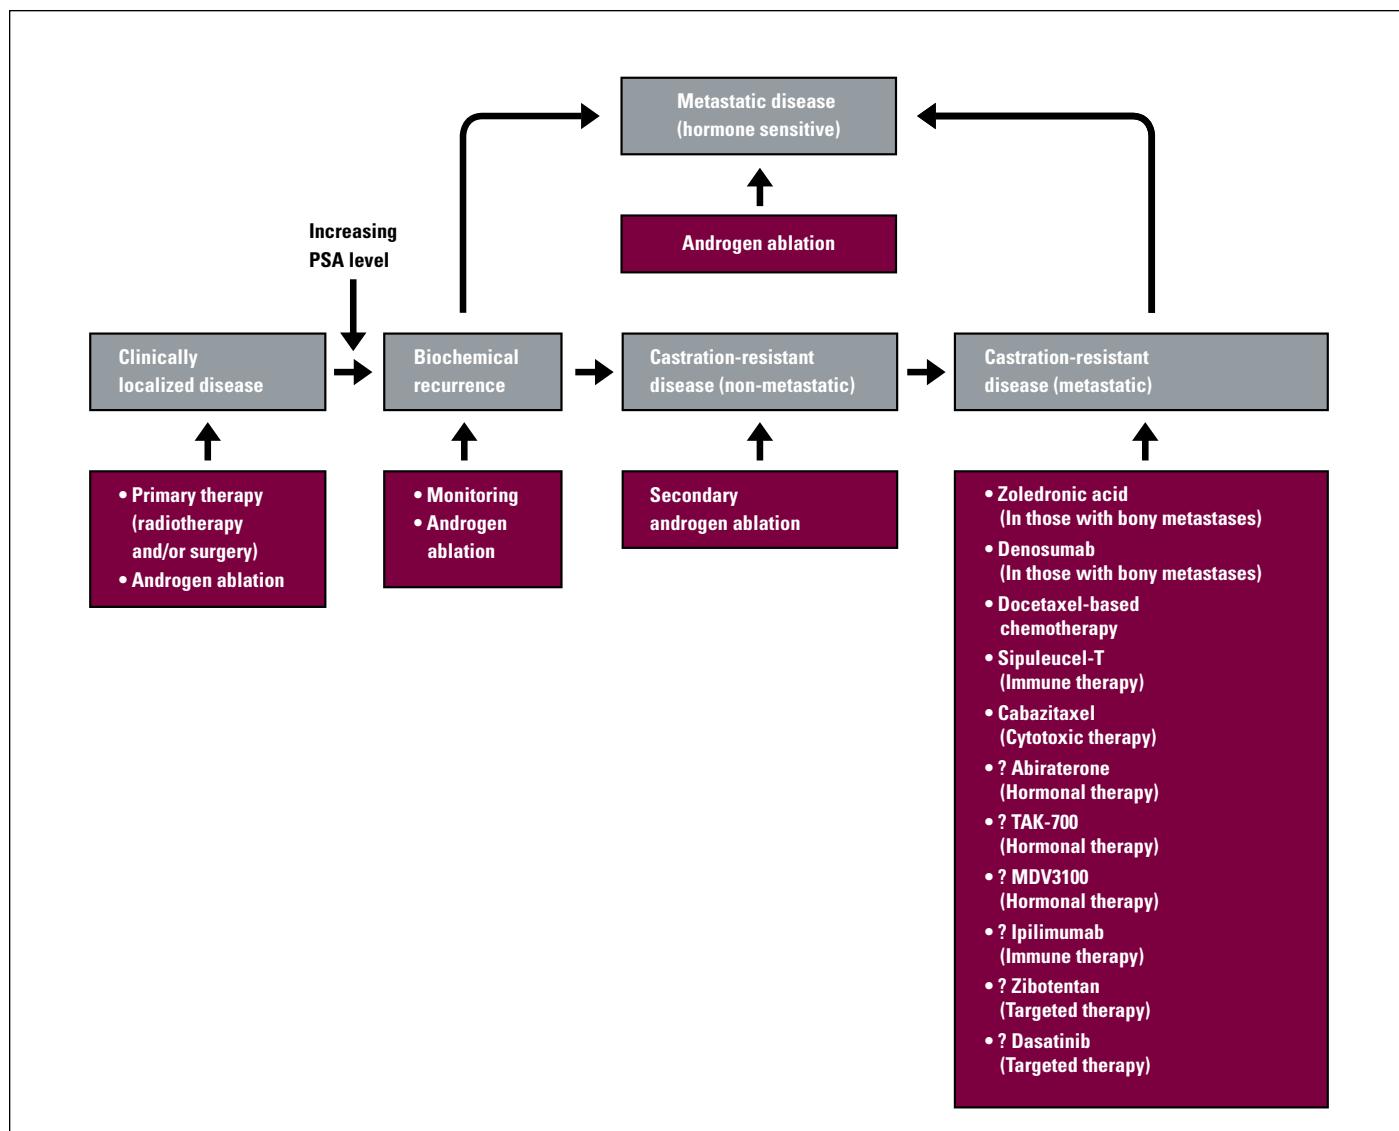 Metastatic disease
(hormone sensitive)
Androgen ablation
Increasing
PSA level
Clinically
localized disease
Biochemical
recurrence
Castration-resistant
disease (non-metastatic)
Castration-resistant
disease (metastatic)
• Primary therapy
(radiotherapy
and/or surgery)
• Androgen ablation
• Monitoring
• Androgen
ablation
Secondary
androgen ablation
• Zoledronic acid
(In those with bony metastases)
• Denosumab
(In those with bony metastases)
• Docetaxel-based
chemotherapy
• Sipuleucel-T
(Immune therapy)
• Cabazitaxel
(Cytotoxic therapy)
• ? Abiraterone
(Hormonal therapy)
• ? TAK-700
(Hormonal therapy)
• ? MDV3100
(Hormonal therapy)
• ? Ipilimumab
(Immune therapy)
• ? Zibotentan
(Targeted therapy)
• ? Dasatinib
(Targeted therapy)